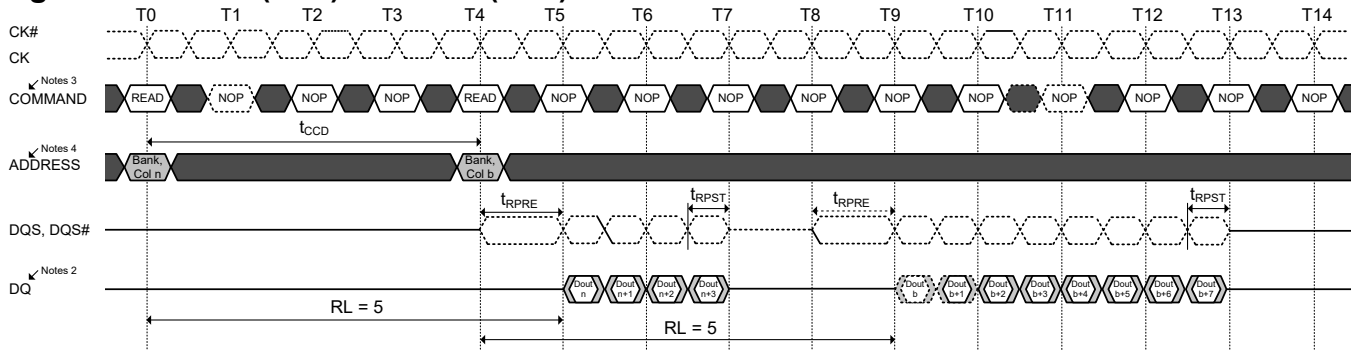 T0 T1 T2 T3 T4 T5 T6 T7 T8 T9 T10 T11 T12 T13 T14
CK#
CK
Notes 3
COMMAND READ NOP NOP NOP READ NOP NOP NOP NOP NOP NOP NOP NOP NOP NOP
tCCD
Notes 4
ADDRESS Bank, Col n Bank, Col b
tRPRE tRPST tRPRE tRPST
DQS, DQS#
Notes 2
DQ Dout n Dout n+1 Dout n+2 Dout n+3 Dout b Dout b+1 Dout b+2 Dout b+3 Dout b+4 Dout b+5 Dout b+6 Dout b+7
RL = 5
RL = 5